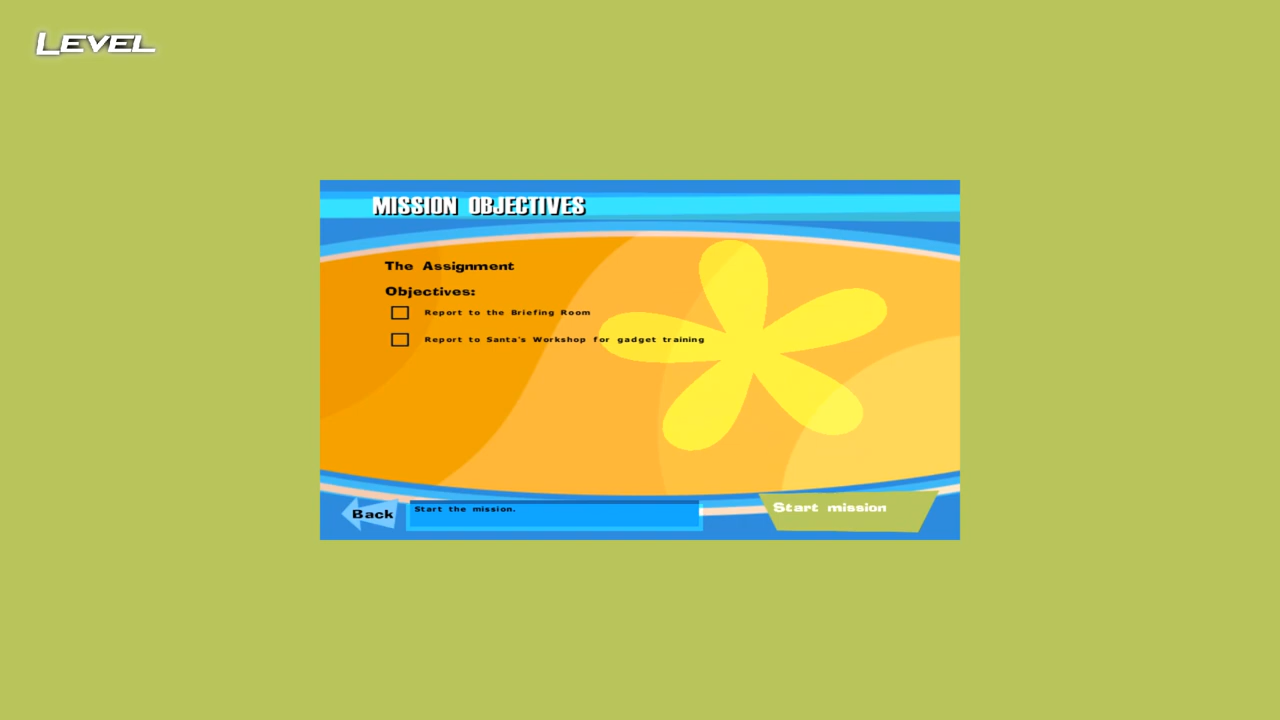 LEVEL
MISSION OBJECTIVES
The Assignment
Objectives:
Report to the Briefing Room
Report to Santa's Workshop for gadget training
Back
Start the mission.
Start mission